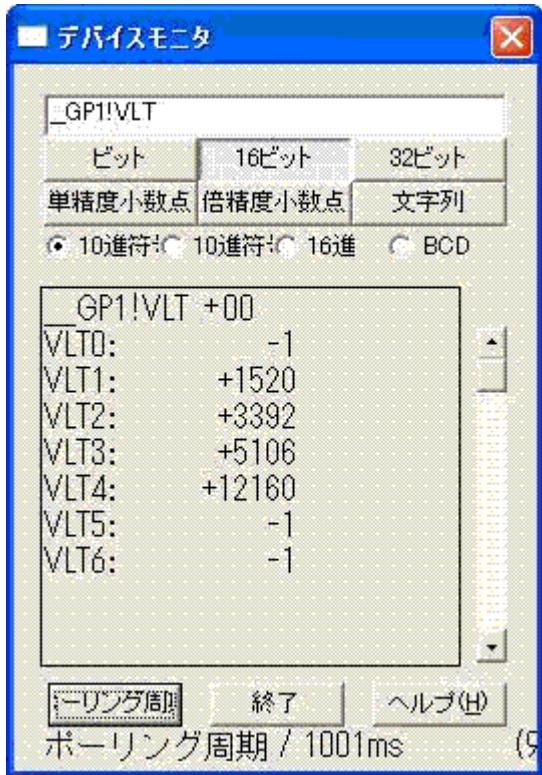 デバイスモニタ
_GP1!VLT
ビット 16ビット 32ビット
単精度小数点 倍精度小数点 文字列
10進符 10進符 16進 BCD
__GP1!VLT +00
VLT0: -1
VLT1: +1520
VLT2: +3392
VLT3: +5106
VLT4: +12160
VLT5: -1
VLT6: -1
ーリング周 終了 ヘルプ(H)
ポーリング周期 / 1001ms (9